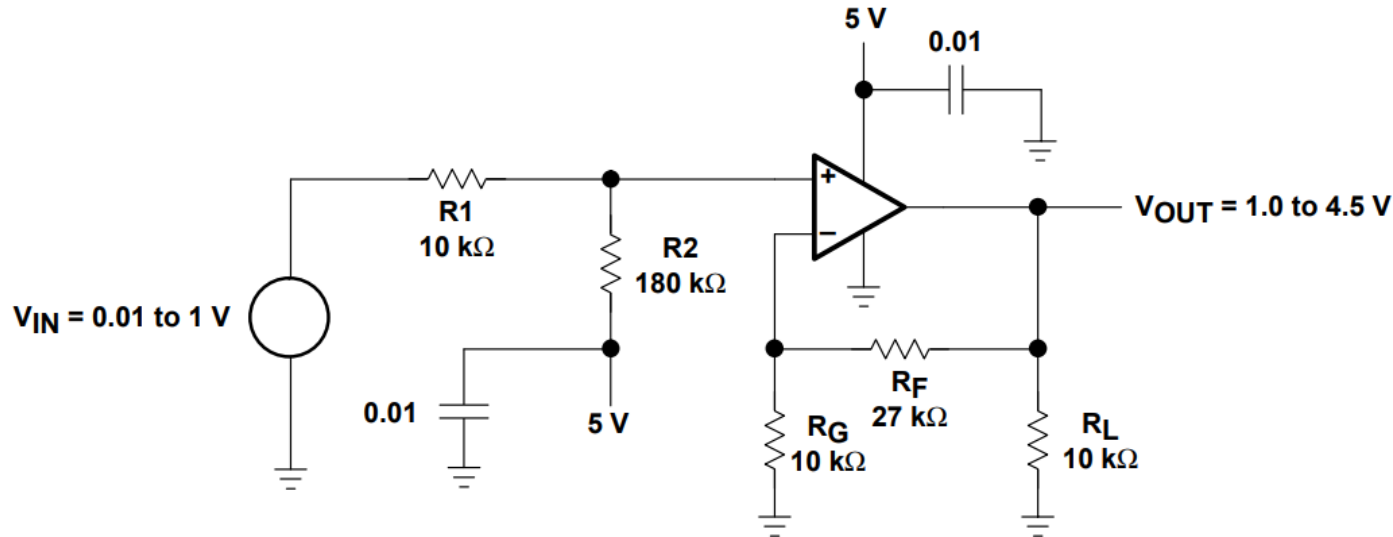 5 V
0.01
+
−
R1
10 kΩ
R2
180 kΩ
VOUT = 1.0 to 4.5 V
VIN = 0.01 to 1 V
0.01
5 V
RF
27 kΩ
RG
10 kΩ
RL
10 kΩ